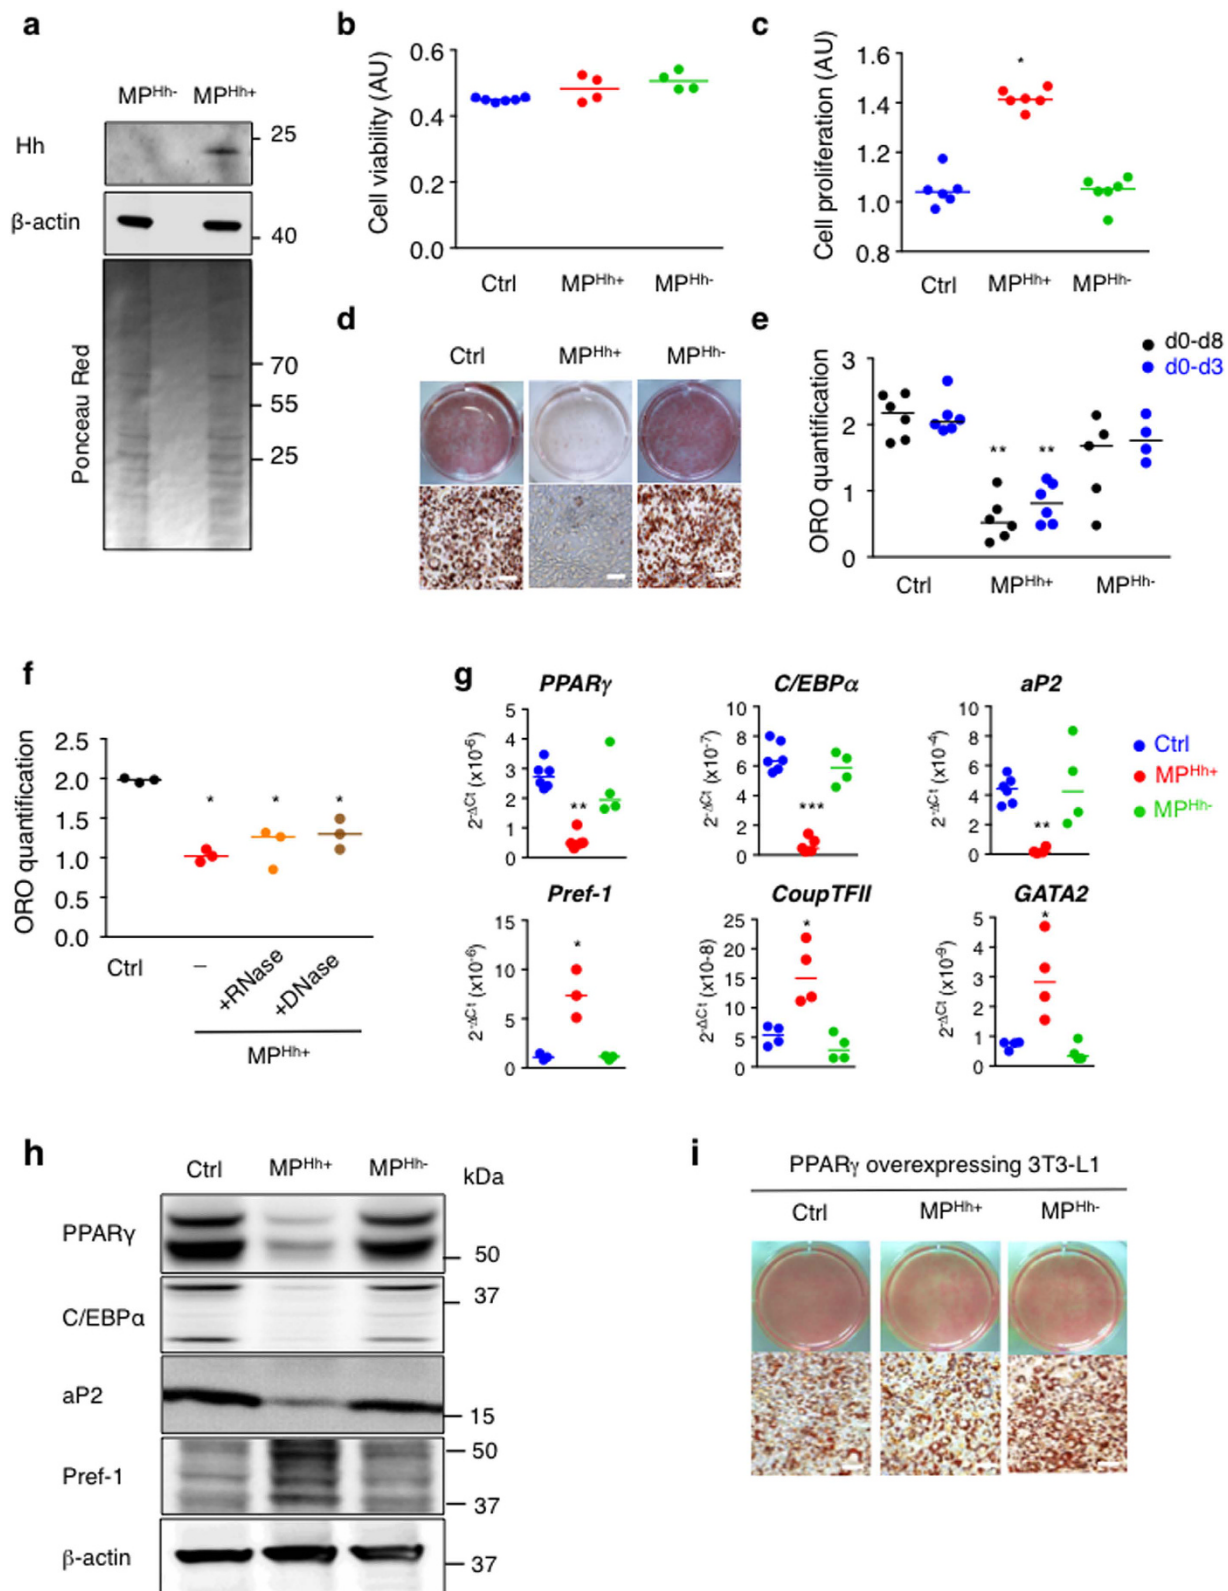 a
MPHh- MPHh+
Hh
25
β-actin
40
Ponceau Red
70
55
25
b
Cell viability (AU)
0.6
0.4
0.2
0.0
Ctrl MPHh+ MPHh-
c
Cell proliferation (AU)
1.6
1.4
1.2
1.0
0.8
*
Ctrl MPHh+ MPHh-
d
Ctrl MPHh+ MPHh-
e
d0-d8
d0-d3
ORO quantification
3
2
1
0
** **
Ctrl MPHh+ MPHh-
f
ORO quantification
2.5
2.0
1.5
1.0
0.5
0.0
* * *
Ctrl – +RNase +DNase
MPHh+
g
PPARγ
2-ΔCt (x10-6)
5
4
3
2
1
0
**
C/EBPα
2-ΔCt (x10-7)
10
8
6
4
2
0
***
aP2
2-ΔCt (x10-4)
10
8
6
4
2
0
**
Ctrl
MPHh+
MPHh-
Pref-1
2-ΔCt (x10-6)
15
10
5
0
*
CoupTFII
2-ΔCt (x10-8)
25
20
15
10
5
0
*
GATA2
2-ΔCt (x10-9)
5
4
3
2
1
0
*
h
Ctrl MPHh+ MPHh- kDa
PPARγ
50
C/EBPα
37
aP2
15
Pref-1
50
37
β-actin
37
i
PPARγ overexpressing 3T3-L1
Ctrl MPHh+ MPHh-